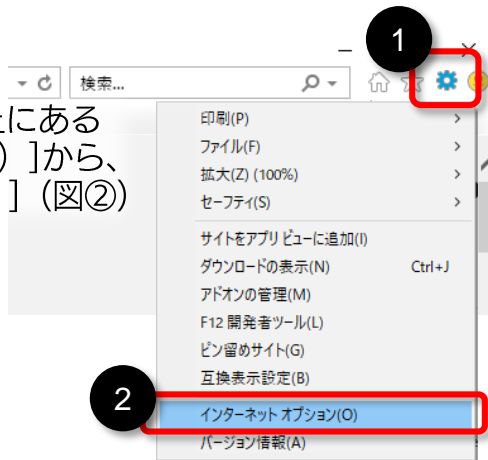 1
検索...
上にある
) ]から、
] (図②)
印刷(P)
ファイル(F)
拡大(Z) (100%)
セーフティ(S)
サイトをアプリ ビューに追加(I)
ダウンロードの表示(N) Ctrl+J
アドオンの管理(M)
F12 開発者ツール(L)
ピン留めサイト(G)
互換表示設定(B)
2
インターネット オプション(O)
バージョン情報(A)